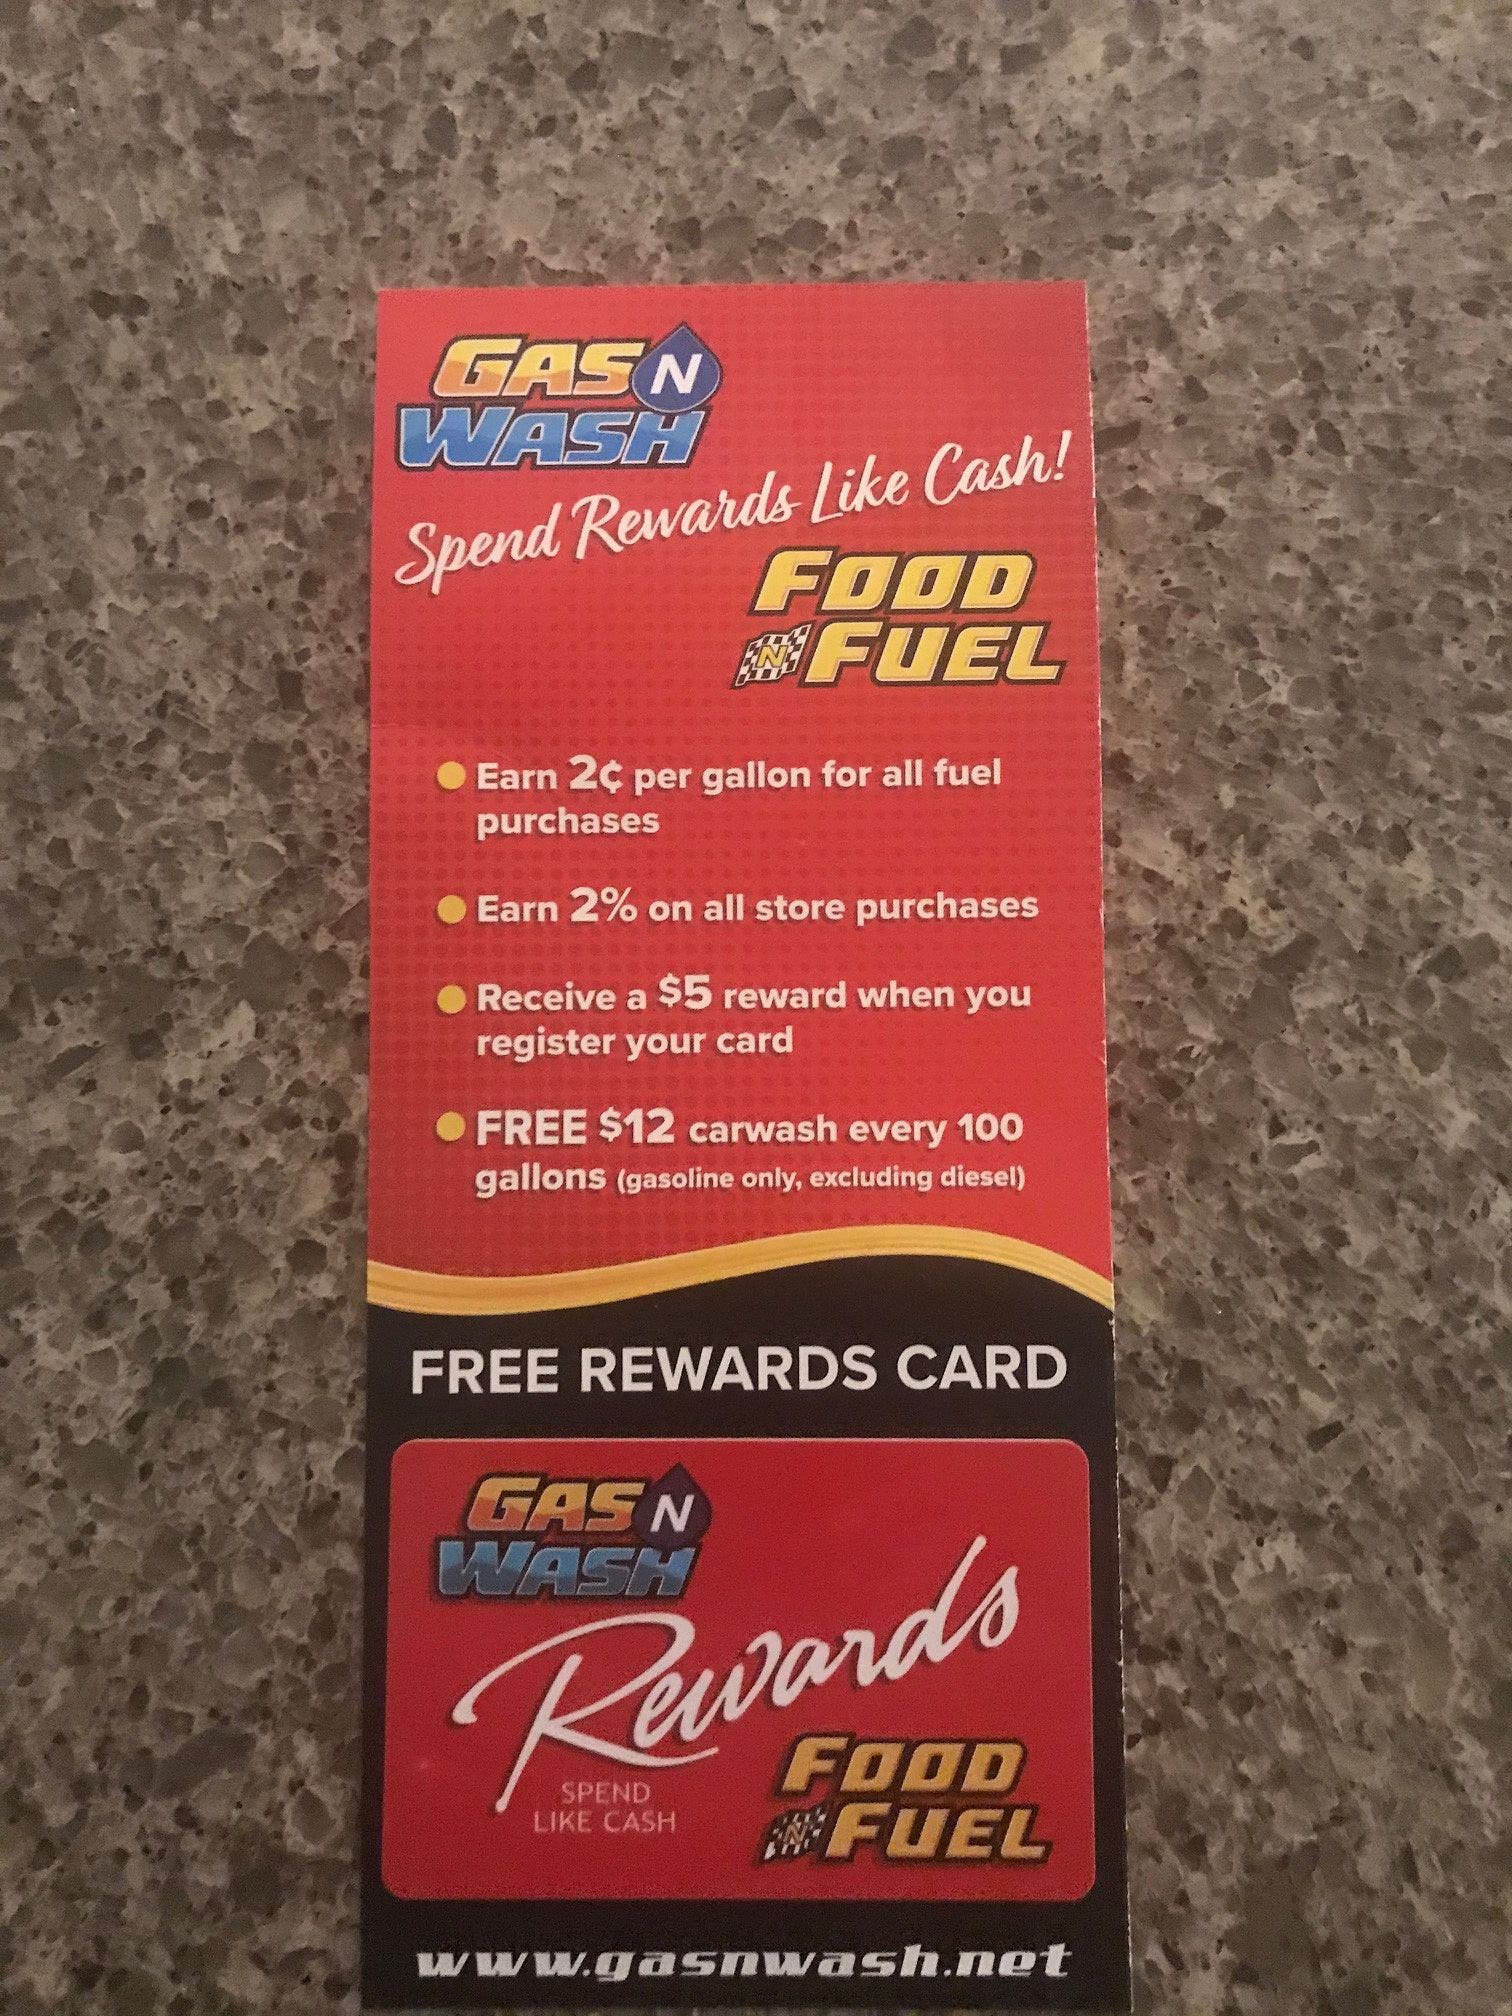 GAS N
WASH
Spend Rewards Like Cash!
FOOD
N FUEL
Earn 2¢ per gallon for all fuel
purchases
Earn 2% on all store purchases
Receive a $5 reward when you
register your card
FREE $12 carwash every 100
gallons (gasoline only, excluding diesel)
FREE REWARDS CARD
GAS N
WASH
Rewards
SPEND
LIKE CASH
FOOD
N FUEL
www.gasnwash.net